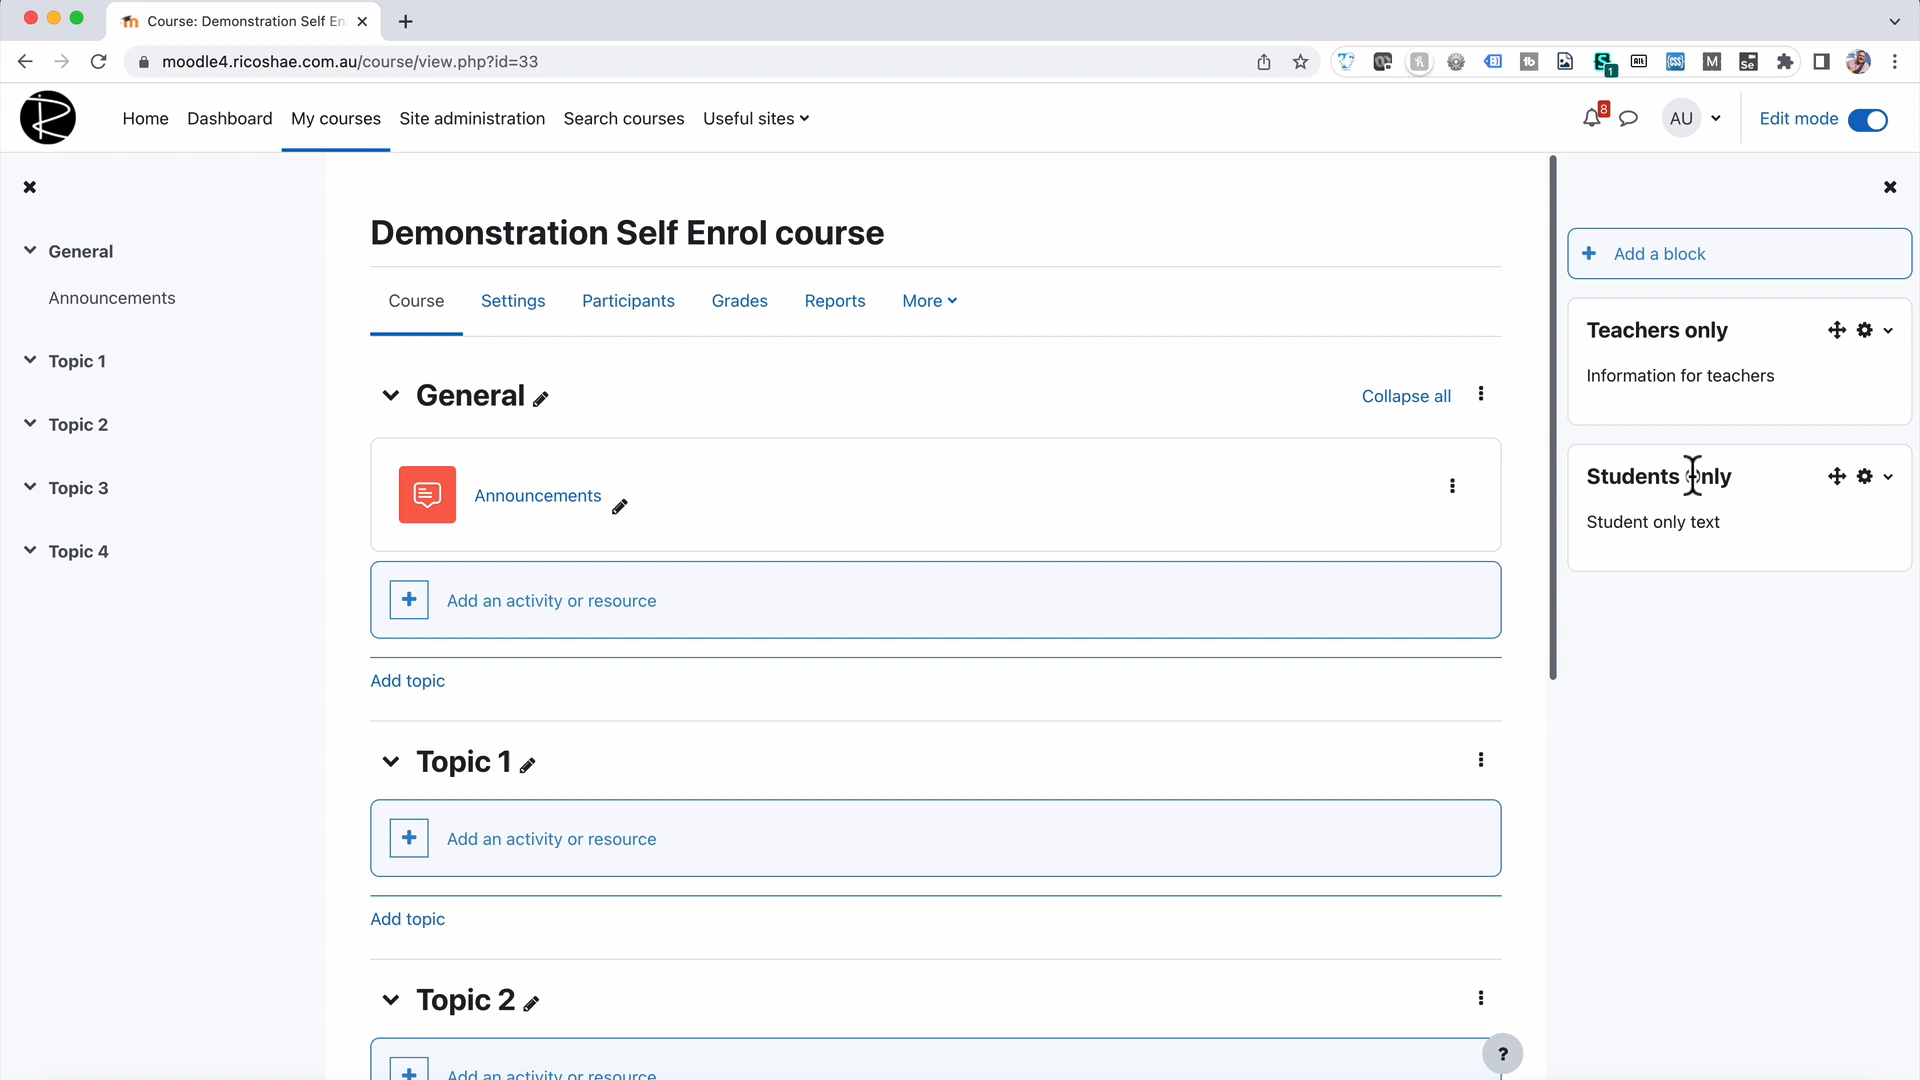 Course: Demonstration Self En
moodle4.ricoshae.com.au/course/view.php?id=33
Home
Dashboard
My courses
Site administration
Search courses
Useful sites
8
AU
Edit mode
General
Announcements
Topic 1
Topic 2
Topic 3
Topic 4
Demonstration Self Enrol course
Course
Settings
Participants
Grades
Reports
More
General
Collapse all
Announcements
Add an activity or resource
Add topic
Topic 1
Add an activity or resource
Add topic
Topic 2
Add an activity or resource
?
Add a block
Teachers only
Information for teachers
Students only
Student only text